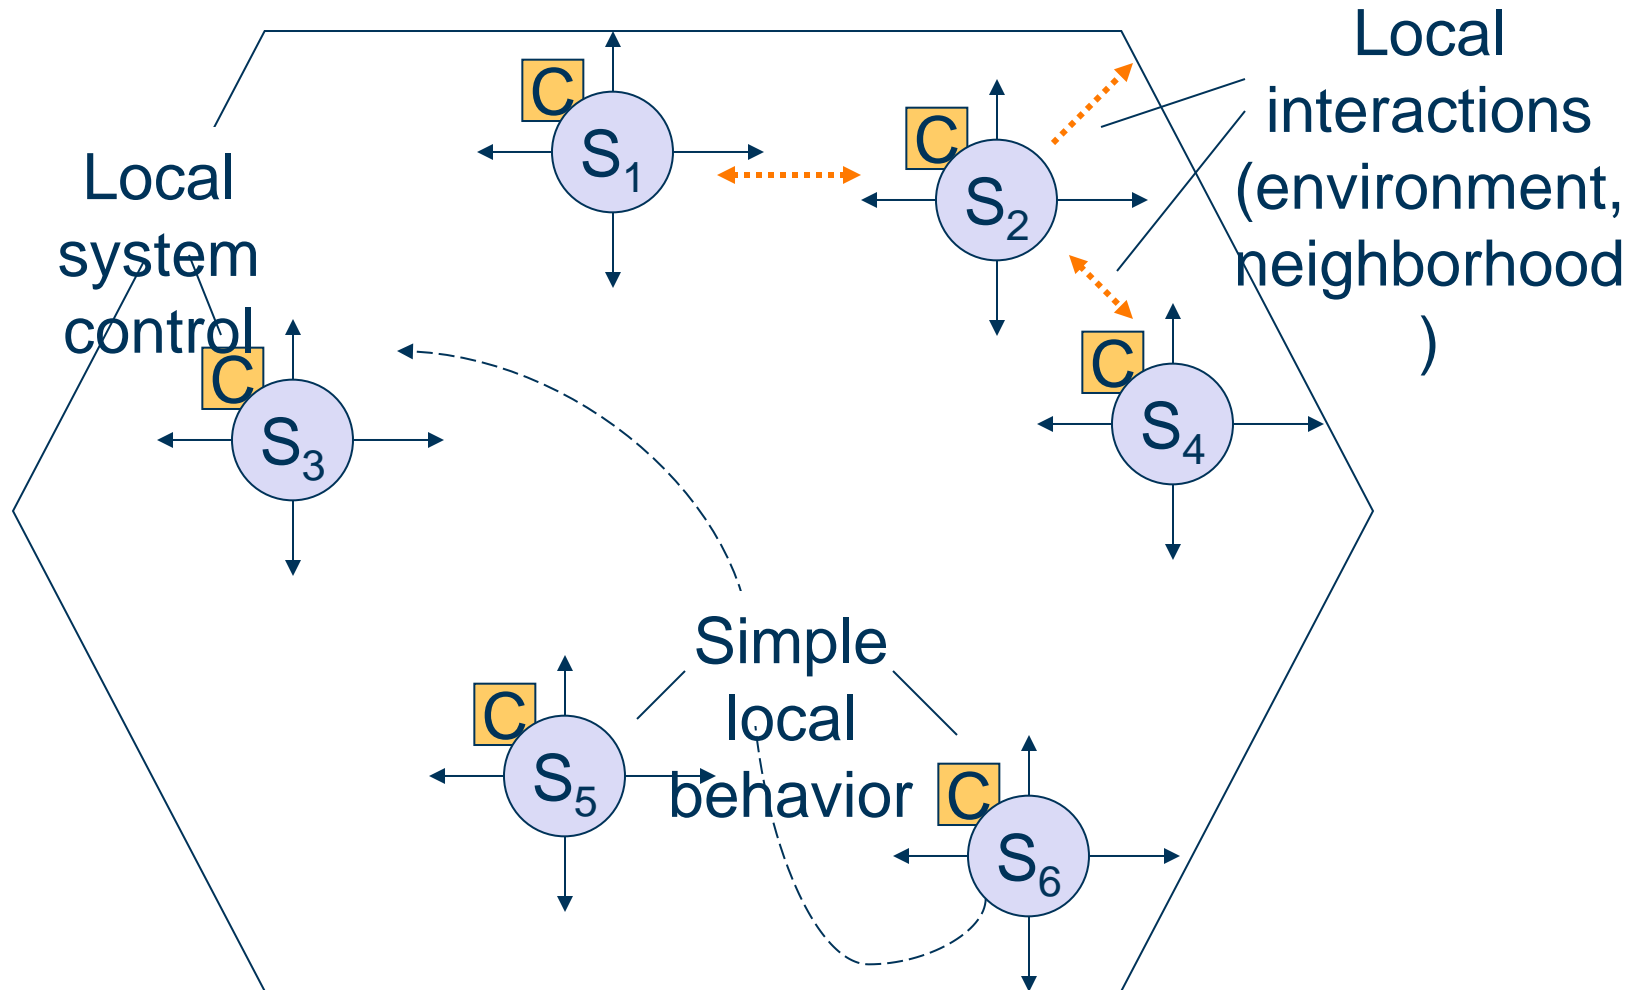 Local
interactions
(environment,
neighborhood
)
C
S1
C
S2
Local
system
control
C
S3
C
S4
Simple
local
behavior
C
S5
C
S6